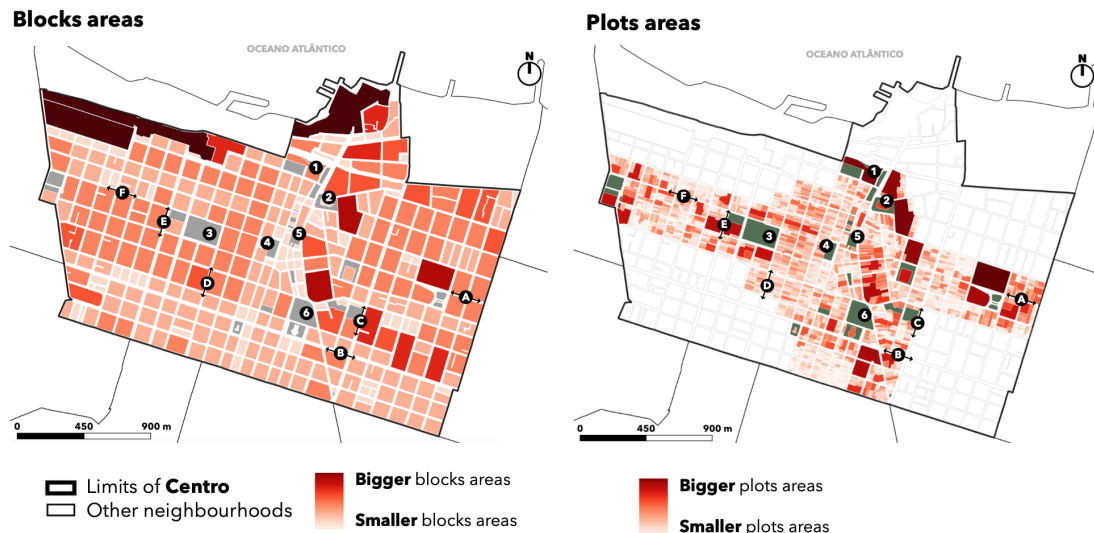 Blocks areas
OCEANO ATLÂNTICO
N
1
2
F
E
3
4
5
D
A
6
C
B
0 450 900 m
Limits of Centro
Other neighbourhoods
Bigger blocks areas
Smaller blocks areas
Plots areas
OCEANO ATLÂNTICO
N
1
F
2
E
3
5
4
D
A
6
C
B
0 450 900 m
Bigger plots areas
Smaller plots areas